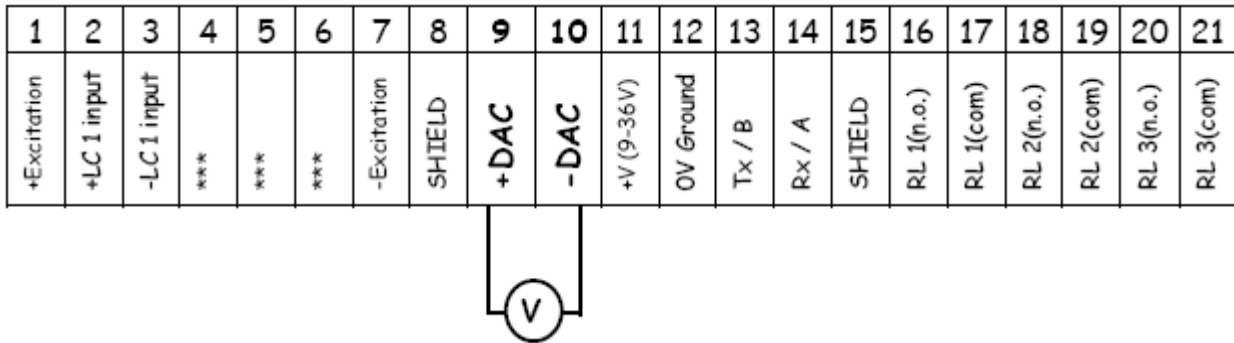 1 2 3 4 5 6 7 8 9 10 11 12 13 14 15 16 17 18 19 20 21
+Excitation
+LC 1 input
-LC 1 input
***
***
***
-Excitation
SHIELD
+DAC
-DAC
+V (9-36V)
0V Ground
Tx / B
Rx / A
SHIELD
RL 1(n.o.)
RL 1(com)
RL 2(n.o.)
RL 2(com)
RL 3(n.o.)
RL 3(com)
V